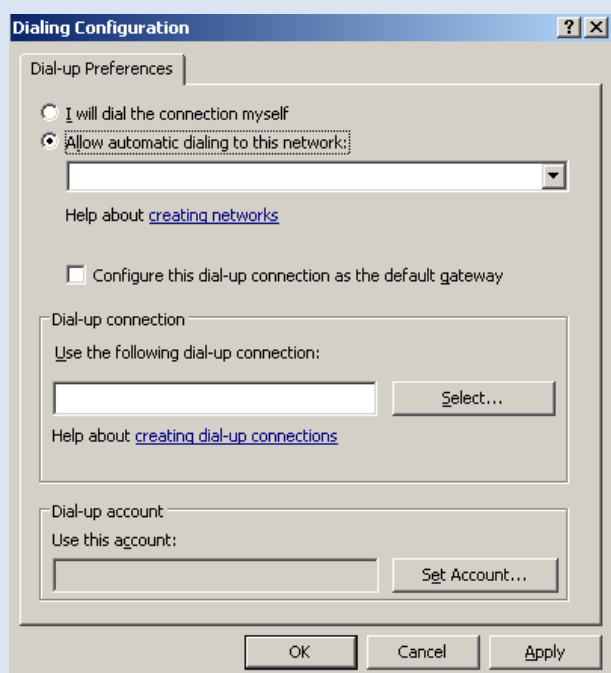 Dialing Configuration
Dial-up Preferences
I will dial the connection myself
Allow automatic dialing to this network:
Help about creating networks
Configure this dial-up connection as the default gateway
Dial-up connection
Use the following dial-up connection:
Select...
Help about creating dial-up connections
Dial-up account
Use this account:
Set Account...
OK Cancel Apply